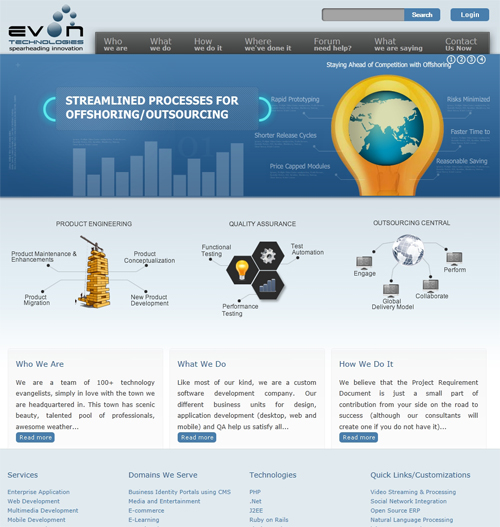 Search
Login
evon
TECHNOLOGIES
spearheading innovation
Who
we are
What
we do
How
we do it
Where
we've done it
Forum
need help?
What
we are saying
Contact
Us Now
Staying Ahead of Competition with Offshoring
1 2 3 4
STREAMLINED PROCESSES FOR
OFFSHORING/OUTSOURCING
Rapid Prototyping
Shorter Release Cycles
Price Capped Modules
Risks Minimized
Faster Time to
Reasonable Saving
PRODUCT ENGINEERING
Product Maintenance &
Enhancements
Product
Conceptualization
Product
Migration
New Product
Development
QUALITY ASSURANCE
Functional
Testing
Test
Automation
Performance
Testing
OUTSOURCING CENTRAL
Engage
Perform
Global
Delivery Model
Collaborate
Who We Are
We are a team of 100+ technology
evangelists, simply in love with the town we
are headquartered in. This town has scenic
beauty, talented pool of professionals,
awesome weather...
Read more
What We Do
Like most of our kind, we are a custom
software development company. Our
different business units for design,
application development (desktop, web and
mobile) and QA help us satisfy all...
Read more
How We Do It
We believe that the Project Requirement
Document is just a small part of
contribution from your side on the road to
success (although our consultants will
create one if you do not have it)...
Read more
Services
Enterprise Application
Web Development
Multimedia Development
Mobile Development
Domains We Serve
Business Identity Portals using CMS
Media and Entertainment
E-commerce
E-Learning
Technologies
PHP
.Net
J2EE
Ruby on Rails
Quick Links/Customizations
Video Streaming & Processing
Social Network Integration
Open Source ERP
Natural Language Processing